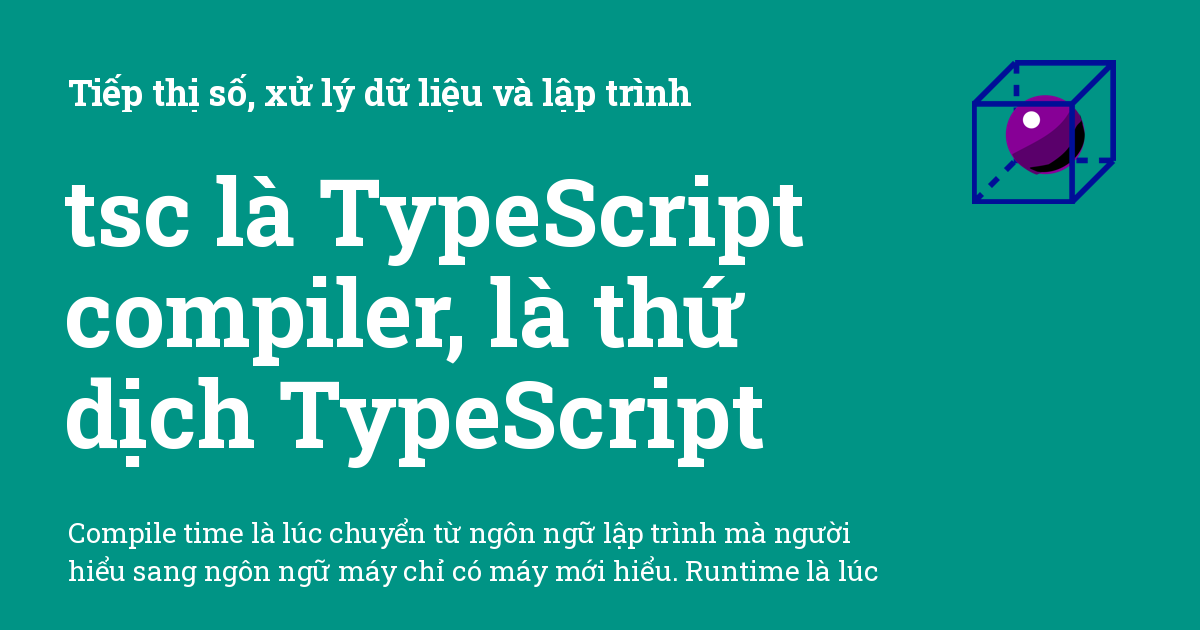 Tiếp thị số, xử lý dữ liệu và lập trình
tsc là TypeScript
compiler, là thứ
dịch TypeScript
Compile time là lúc chuyển từ ngôn ngữ lập trình mà người
hiểu sang ngôn ngữ máy chỉ có máy mới hiểu. Runtime là lúc